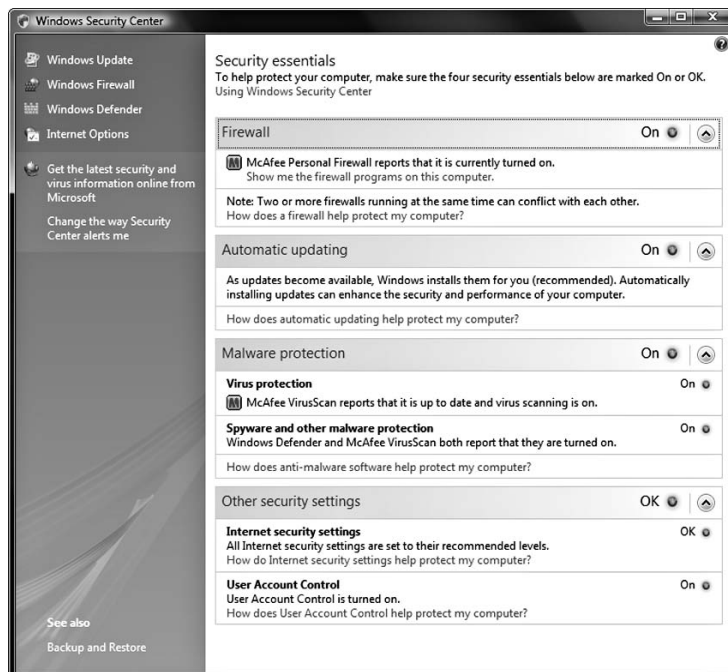 Windows Security Center
Windows Update
Windows Firewall
Windows Defender
Internet Options
Get the latest security and
virus information online from
Microsoft
Change the way Security
Center alerts me
See also
Backup and Restore
Security essentials
To help protect your computer, make sure the four security essentials below are marked On or OK.
Using Windows Security Center
Firewall On
McAfee Personal Firewall reports that it is currently turned on.
Show me the firewall programs on this computer.
Note: Two or more firewalls running at the same time can conflict with each other.
How does a firewall help protect my computer?
Automatic updating On
As updates become available, Windows installs them for you (recommended). Automatically
installing updates can enhance the security and performance of your computer.
How does automatic updating help protect my computer?
Malware protection On
Virus protection On
McAfee VirusScan reports that it is up to date and virus scanning is on.
Spyware and other malware protection On
Windows Defender and McAfee VirusScan both report that they are turned on.
How does anti-malware software help protect my computer?
Other security settings OK
Internet security settings OK
All Internet security settings are set to their recommended levels.
How do Internet security settings help protect my computer?
User Account Control On
User Account Control is turned on.
How does User Account Control help protect my computer?